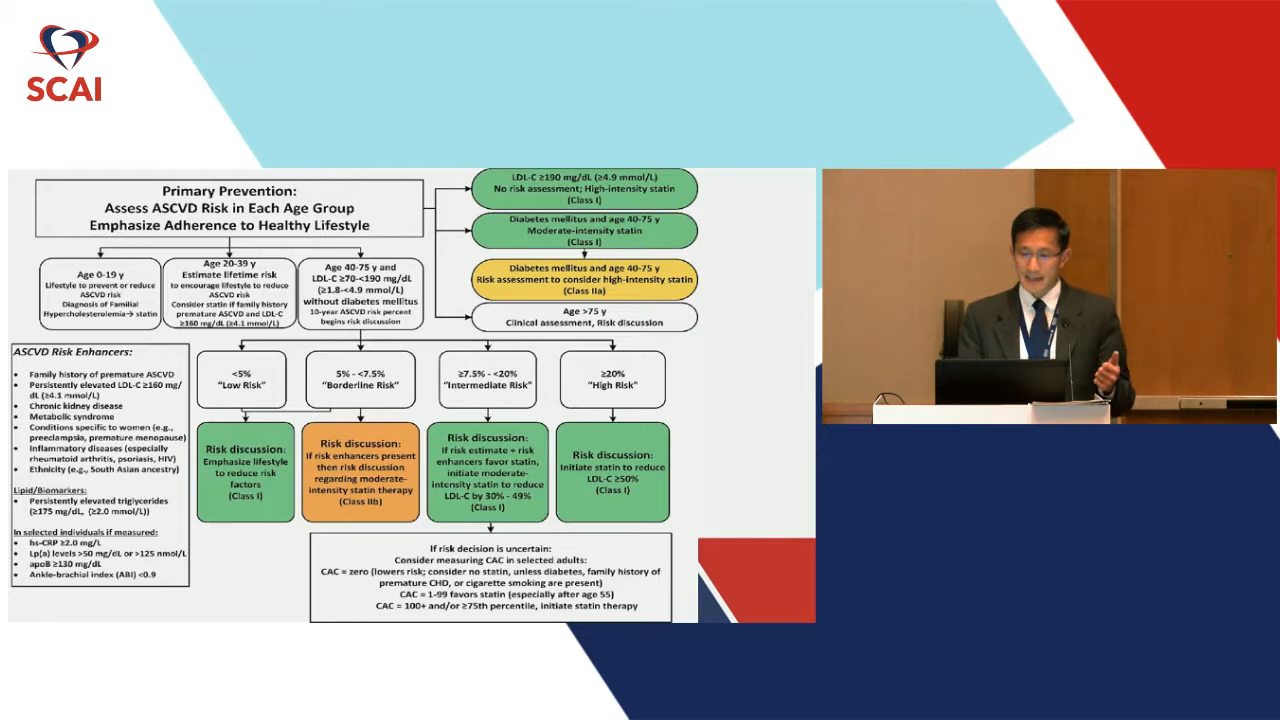 SCAI
Primary Prevention:
Assess ASCVD Risk in Each Age Group
Emphasize Adherence to Healthy Lifestyle
LDL-C ≥190 mg/dL (≥4.9 mmol/L)
No risk assessment; High-intensity statin
(Class I)
Diabetes mellitus and age 40-75 y
Moderate-intensity statin
(Class I)
Diabetes mellitus and age 40-75 y
Risk assessment to consider high-intensity statin
(Class IIa)
Age >75 y
Clinical assessment, Risk discussion
Age 0-19 y
Lifestyle to prevent or reduce
ASCVD risk
Diagnosis of Familial
Hypercholesterolemia→ statin
Age 20-39 y
Estimate lifetime risk
to encourage lifestyle to reduce
ASCVD risk
Consider statin if family history
premature ASCVD and LDL-C
≥160 mg/dL (≥4.1 mmol/L)
Age 40-75 y and
LDL-C ≥70-<190 mg/dL
(≥1.8-<4.9 mmol/L)
without diabetes mellitus
10-year ASCVD risk percent
begins risk discussion
ASCVD Risk Enhancers:
• Family history of premature ASCVD
• Persistently elevated LDL-C ≥160 mg/
dL (≥4.1 mmol/L)
• Chronic kidney disease
• Metabolic syndrome
• Conditions specific to women (e.g.,
preeclampsia, premature menopause)
• Inflammatory diseases (especially
rheumatoid arthritis, psoriasis, HIV)
• Ethnicity (e.g., South Asian ancestry)
Lipid/Biomarkers:
• Persistently elevated triglycerides
(≥175 mg/dL, (≥2.0 mmol/L))
In selected individuals if measured:
• hs-CRP ≥2.0 mg/L
• Lp(a) levels >50 mg/dL or >125 nmol/L
• apoB ≥130 mg/dL
• Ankle-brachial index (ABI) <0.9
<5%
“Low Risk”
5% - <7.5%
“Borderline Risk”
≥7.5% - <20%
“Intermediate Risk”
≥20%
“High Risk”
Risk discussion:
Emphasize lifestyle
to reduce risk
factors
(Class I)
Risk discussion:
If risk enhancers present
then risk discussion
regarding moderate-
intensity statin therapy
(Class IIb)
Risk discussion:
If risk estimate + risk
enhancers favor statin,
initiate moderate-
intensity statin to reduce
LDL-C by 30% - 49%
(Class I)
Risk discussion:
Initiate statin to reduce
LDL-C ≥50%
(Class I)
If risk decision is uncertain:
Consider measuring CAC in selected adults:
CAC = zero (lowers risk; consider no statin, unless diabetes, family history of
premature CHD, or cigarette smoking are present)
CAC = 1-99 favors statin (especially after age 55)
CAC = 100+ and/or ≥75th percentile, initiate statin therapy